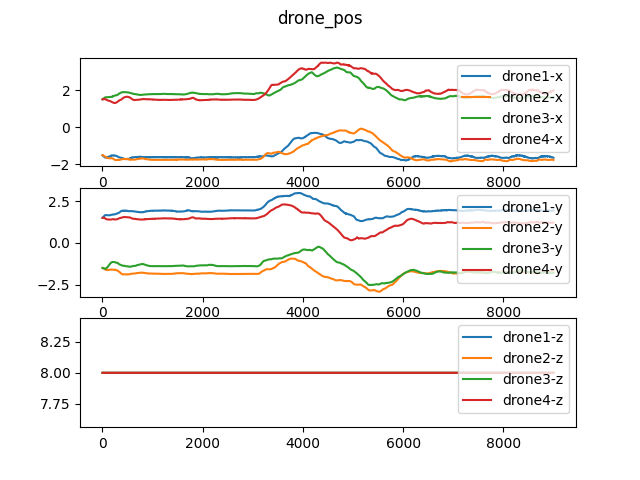 drone_pos
2
0
−2
drone1-x
drone2-x
drone3-x
drone4-x
0 2000 4000 6000 8000
2.5
0.0
−2.5
drone1-y
drone2-y
drone3-y
drone4-y
0 2000 4000 6000 8000
8.25
8.00
7.75
drone1-z
drone2-z
drone3-z
drone4-z
0 2000 4000 6000 8000